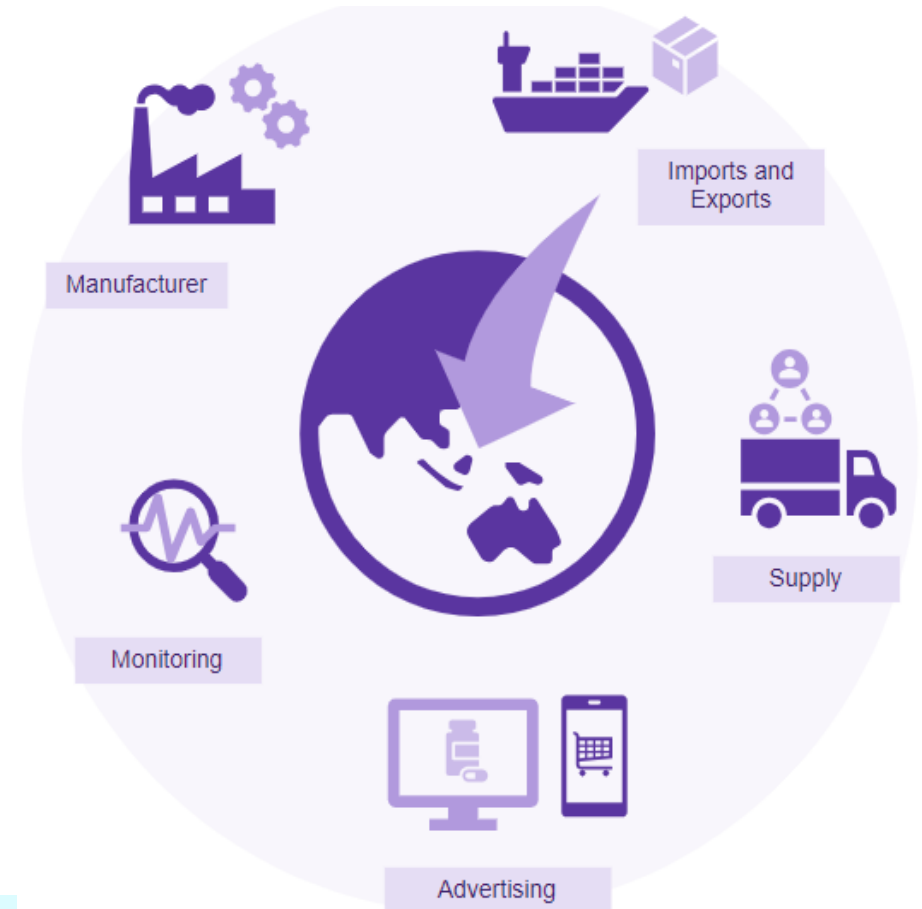 Manufacturer
Imports and
Exports
Supply
Monitoring
Advertising